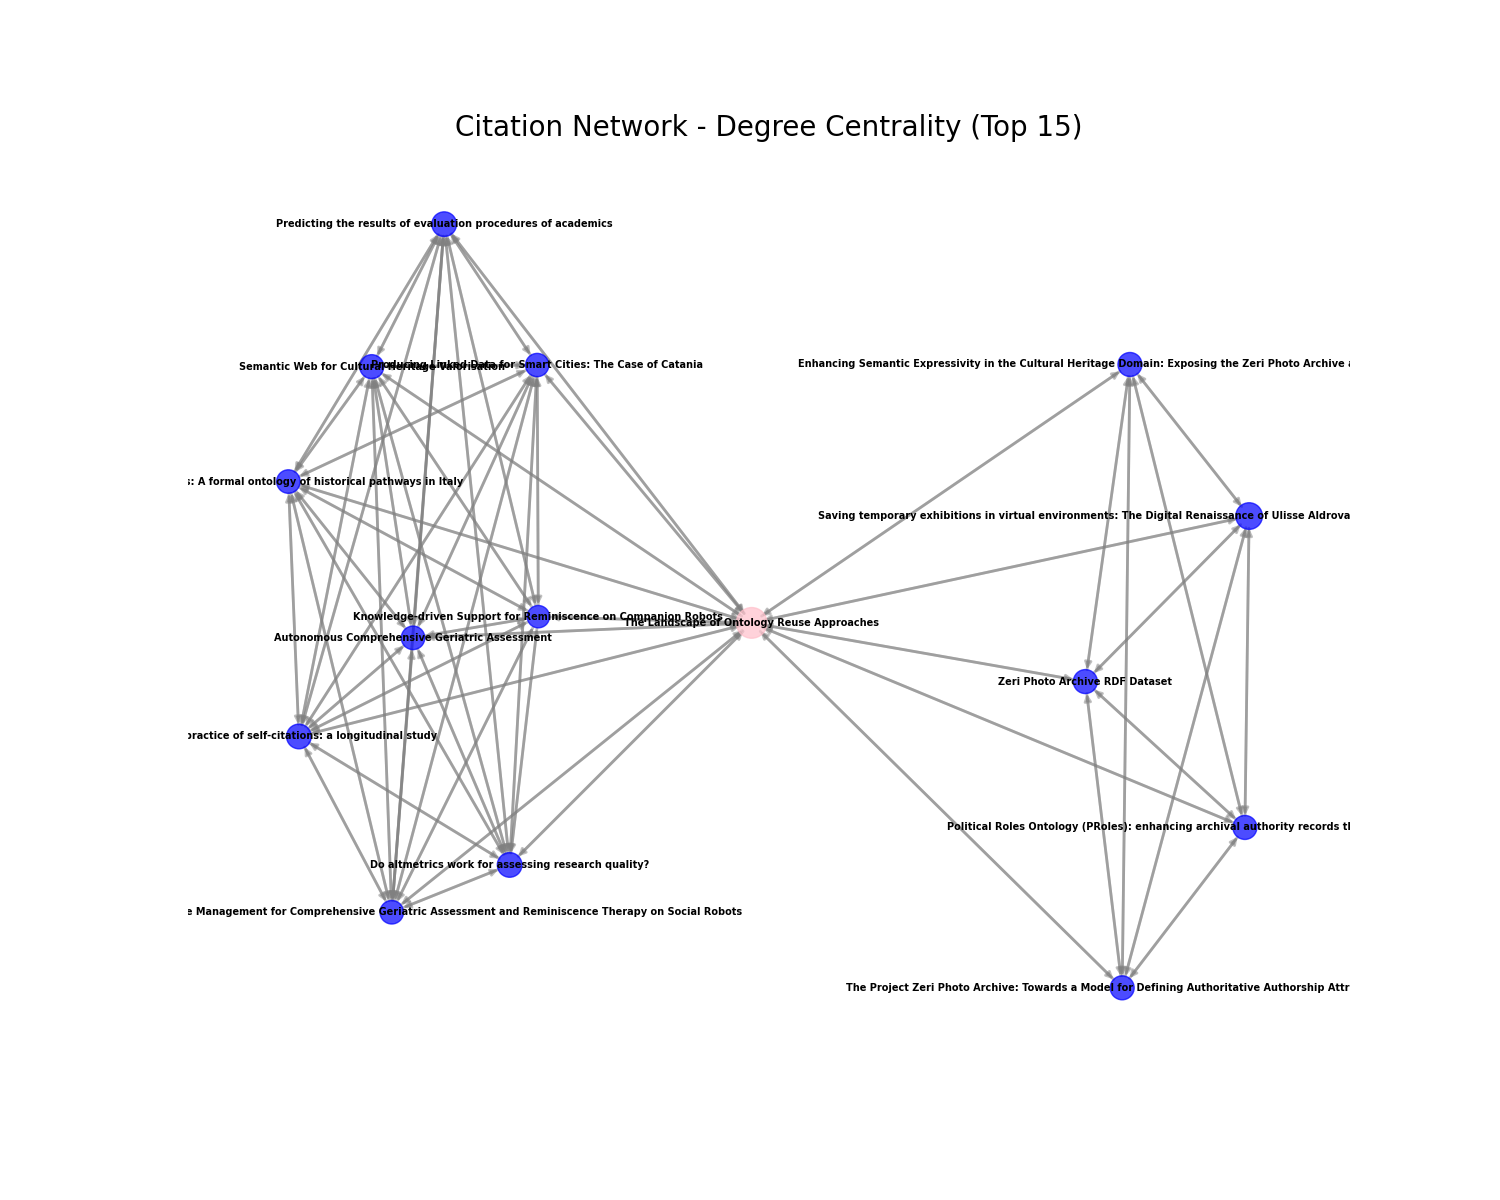 Citation Network - Degree Centrality (Top 15)
Predicting the results of evaluation procedures of academics
Semantic Web for Cultural Heritage Valorisation
Producing Linked Data for Smart Cities: The Case of Catania
Enhancing Semantic Expressivity in the Cultural Heritage Domain: Exposing the Zeri Photo Archive
: A formal ontology of historical pathways in Italy
Saving temporary exhibitions in virtual environments: The Digital Renaissance of Ulisse Aldrova
Knowledge-driven Support for Reminiscence on Companion Robots
The Landscape of Ontology Reuse Approaches
Autonomous Comprehensive Geriatric Assessment
Zeri Photo Archive RDF Dataset
practice of self-citations: a longitudinal study
Political Roles Ontology (PRoles): enhancing archival authority records
Do altmetrics work for assessing research quality?
e Management for Comprehensive Geriatric Assessment and Reminiscence Therapy on Social Robots
The Project Zeri Photo Archive: Towards a Model for Defining Authoritative Authorship Attr